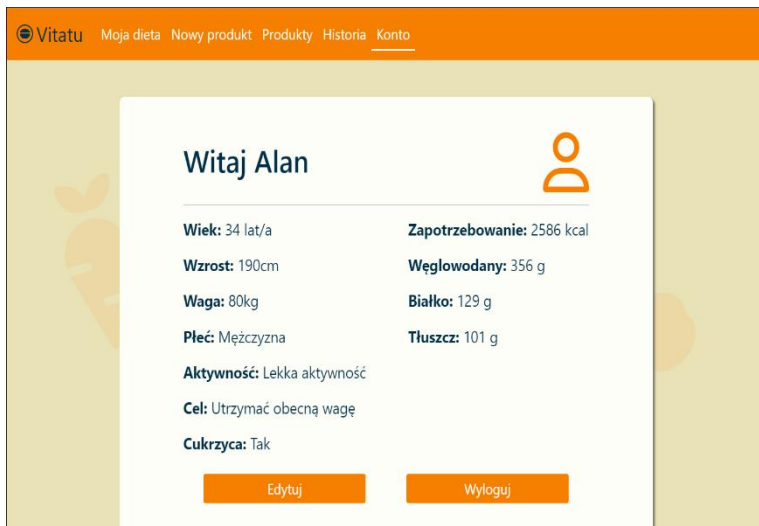 Vitatu Moja dieta Nowy produkt Produkty Historia Konto
Witaj Alan
Wiek: 34 lat/a
Wzrost: 190cm
Waga: 80kg
Płeć: Mężczyzna
Aktywność: Lekka aktywność
Cel: Utrzymać obecną wagę
Cukrzyca: Tak
Zapotrzebowanie: 2586 kcal
Węglowodany: 356 g
Białko: 129 g
Tłuszcz: 101 g
Edytuj
Wyloguj